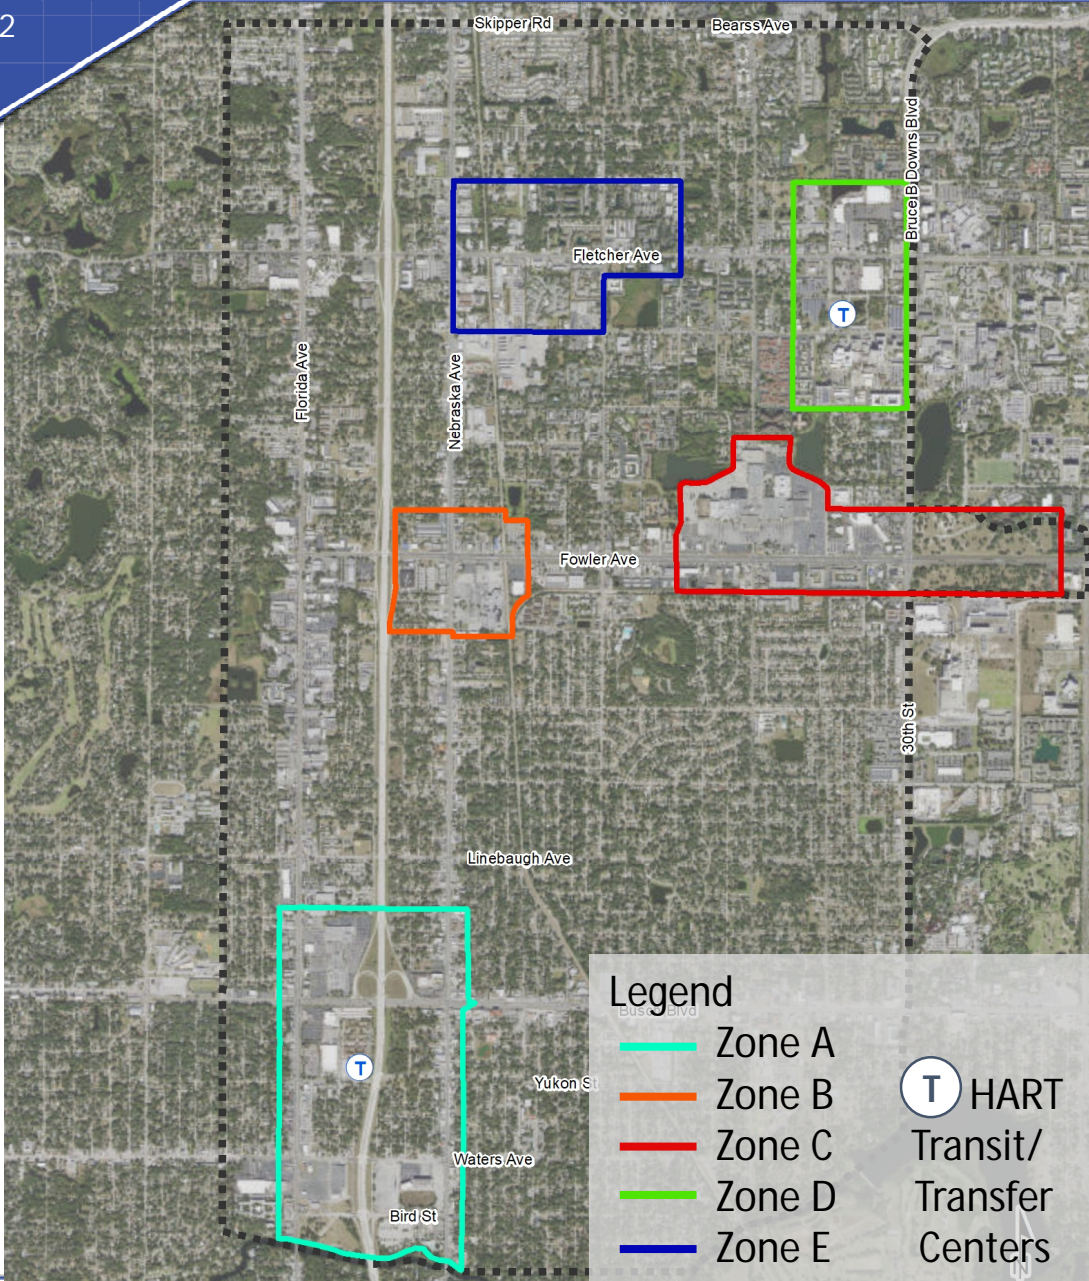 2
Skipper Rd
Bearss Ave
Bruce B Downs Blvd
Fletcher Ave
Florida Ave
Nebraska Ave
Fowler Ave
30th St
Linebaugh Ave
Busch Blvd
Yukon St
Waters Ave
Bird St
Legend
Zone A
Zone B
Zone C
Zone D
Zone E
T
T
T HART
Transit/
Transfer
Centers
N